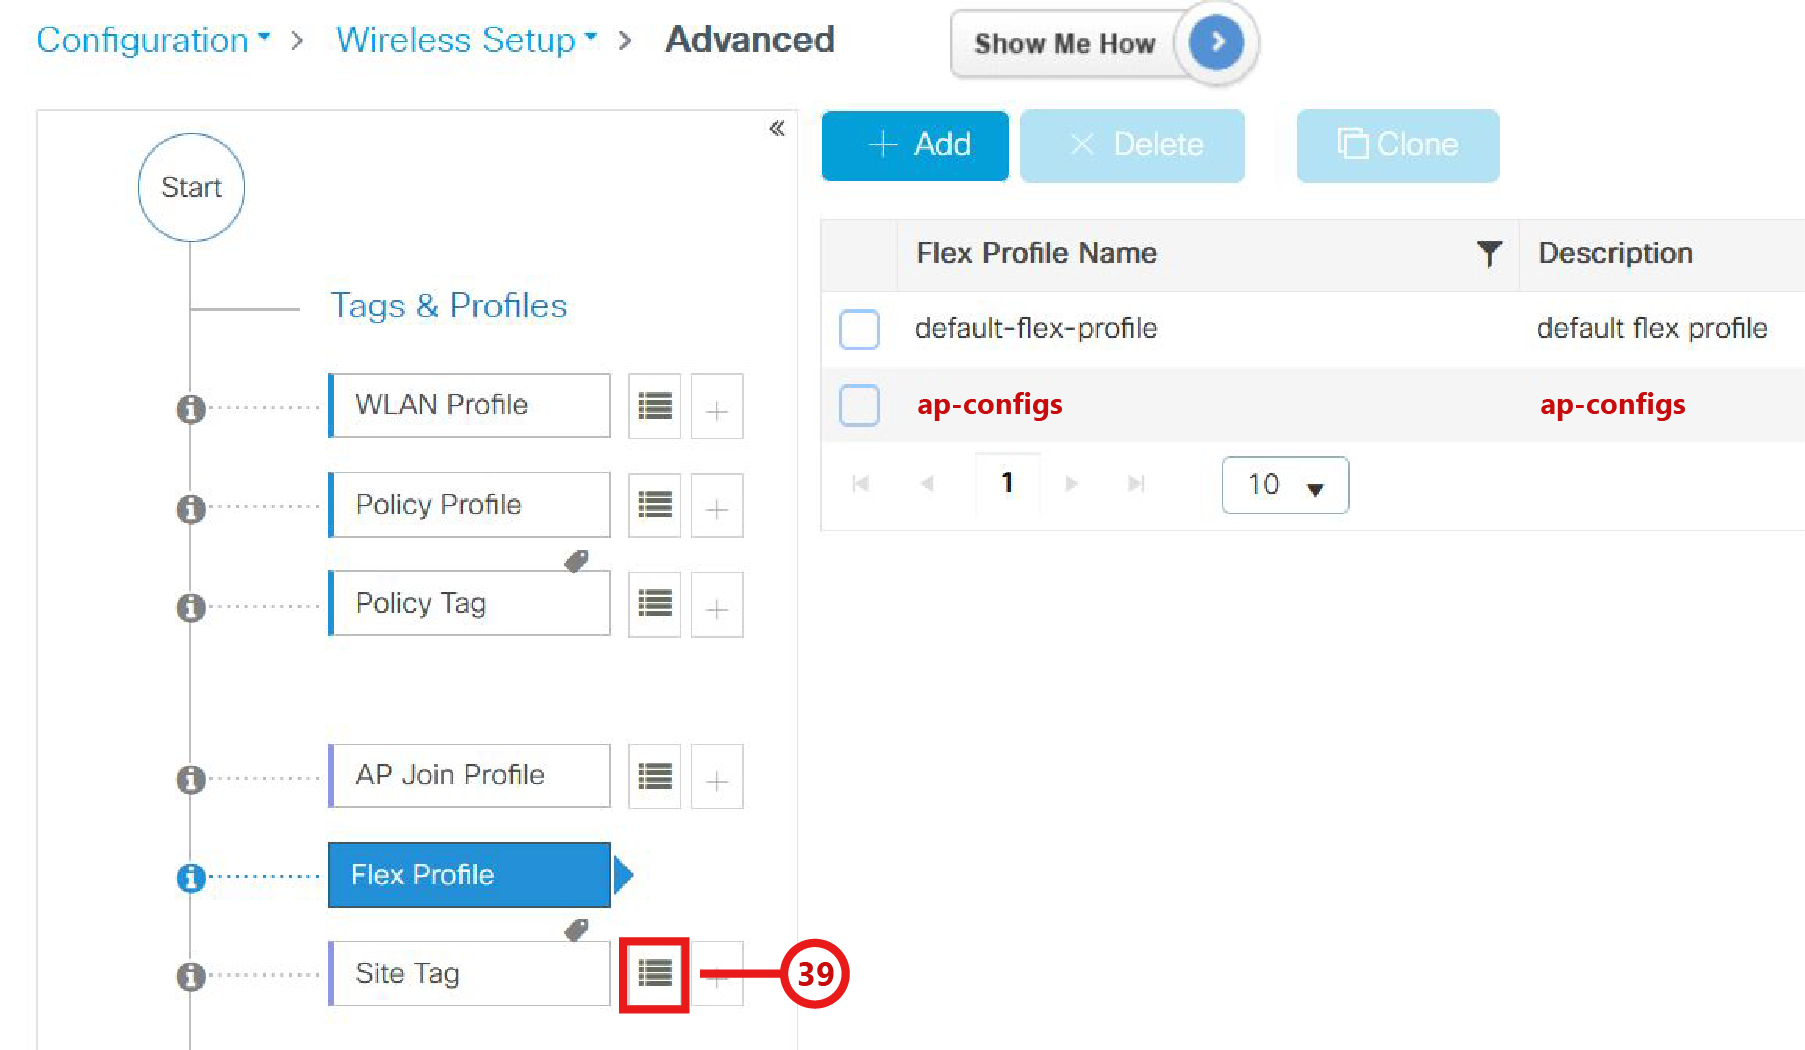 Configuration > Wireless Setup > Advanced
Show Me How
Start
Tags & Profiles
WLAN Profile
Policy Profile
Policy Tag
AP Join Profile
Flex Profile
Site Tag
39
+ Add
× Delete
Clone
Flex Profile Name Description
default-flex-profile default flex profile
ap-configs ap-configs
1 10